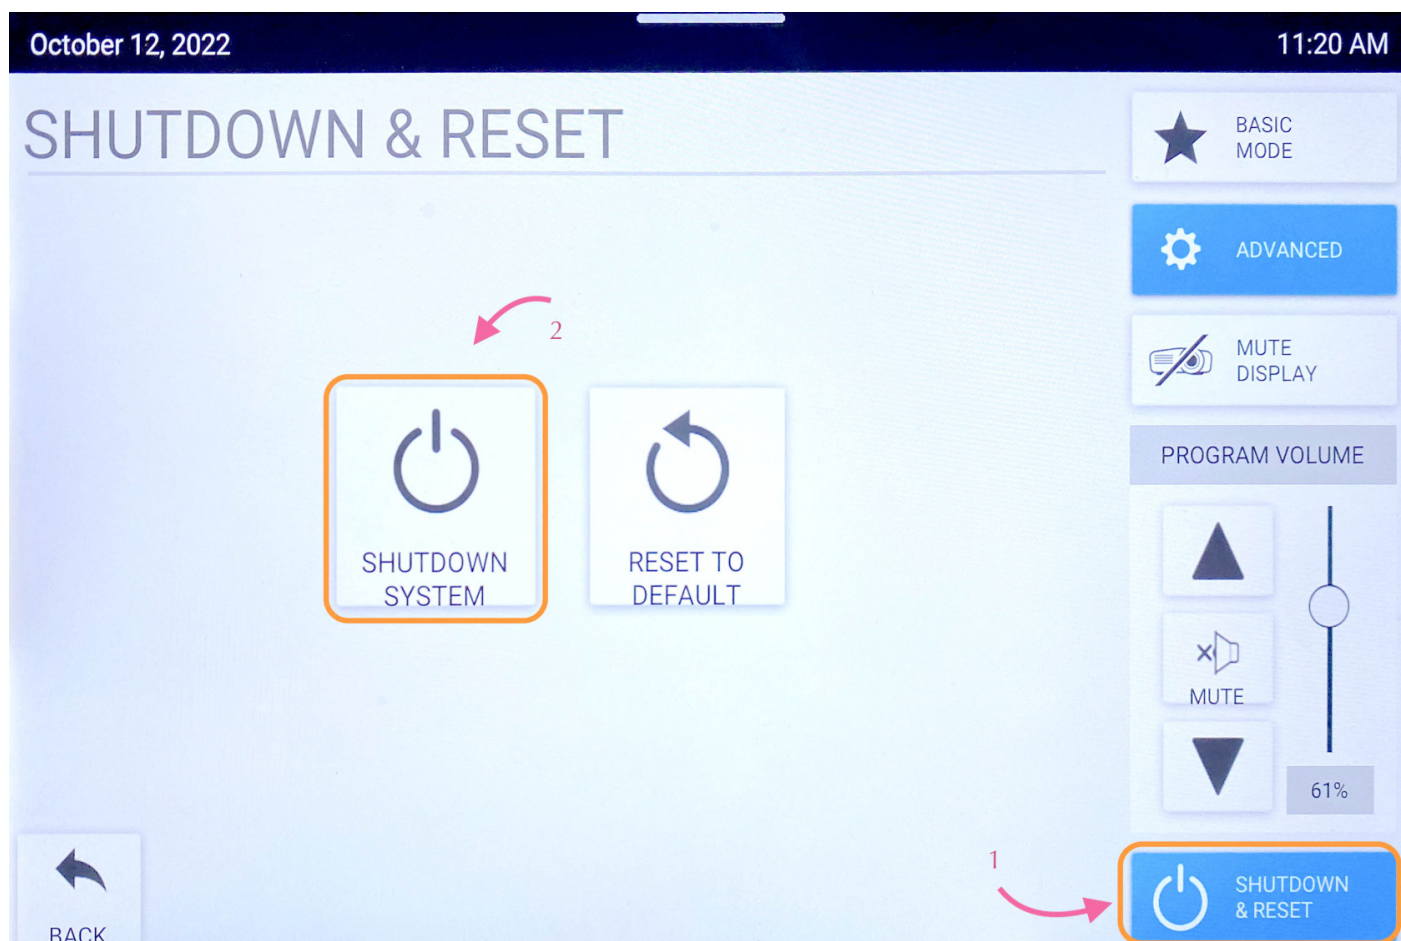 October 12, 2022
11:20 AM
SHUTDOWN & RESET
BASIC
MODE
ADVANCED
2
MUTE
DISPLAY
PROGRAM VOLUME
SHUTDOWN
SYSTEM
RESET TO
DEFAULT
MUTE
61%
1
SHUTDOWN
& RESET
BACK